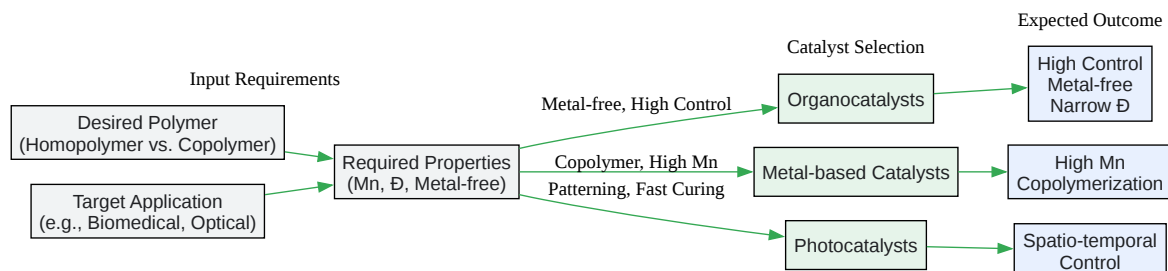 Expected Outcome
Catalyst Selection
Input Requirements
Desired Polymer
(Homopolymer vs. Copolymer)
Target Application
(e.g., Biomedical, Optical)
Required Properties
(Mn, Đ, Metal-free)
Metal-free, High Control
Copolymer, High Mn
Patterning, Fast Curing
Organocatalysts
Metal-based Catalysts
Photocatalysts
High Control
Metal-free
Narrow Đ
High Mn
Copolymerization
Spatio-temporal
Control